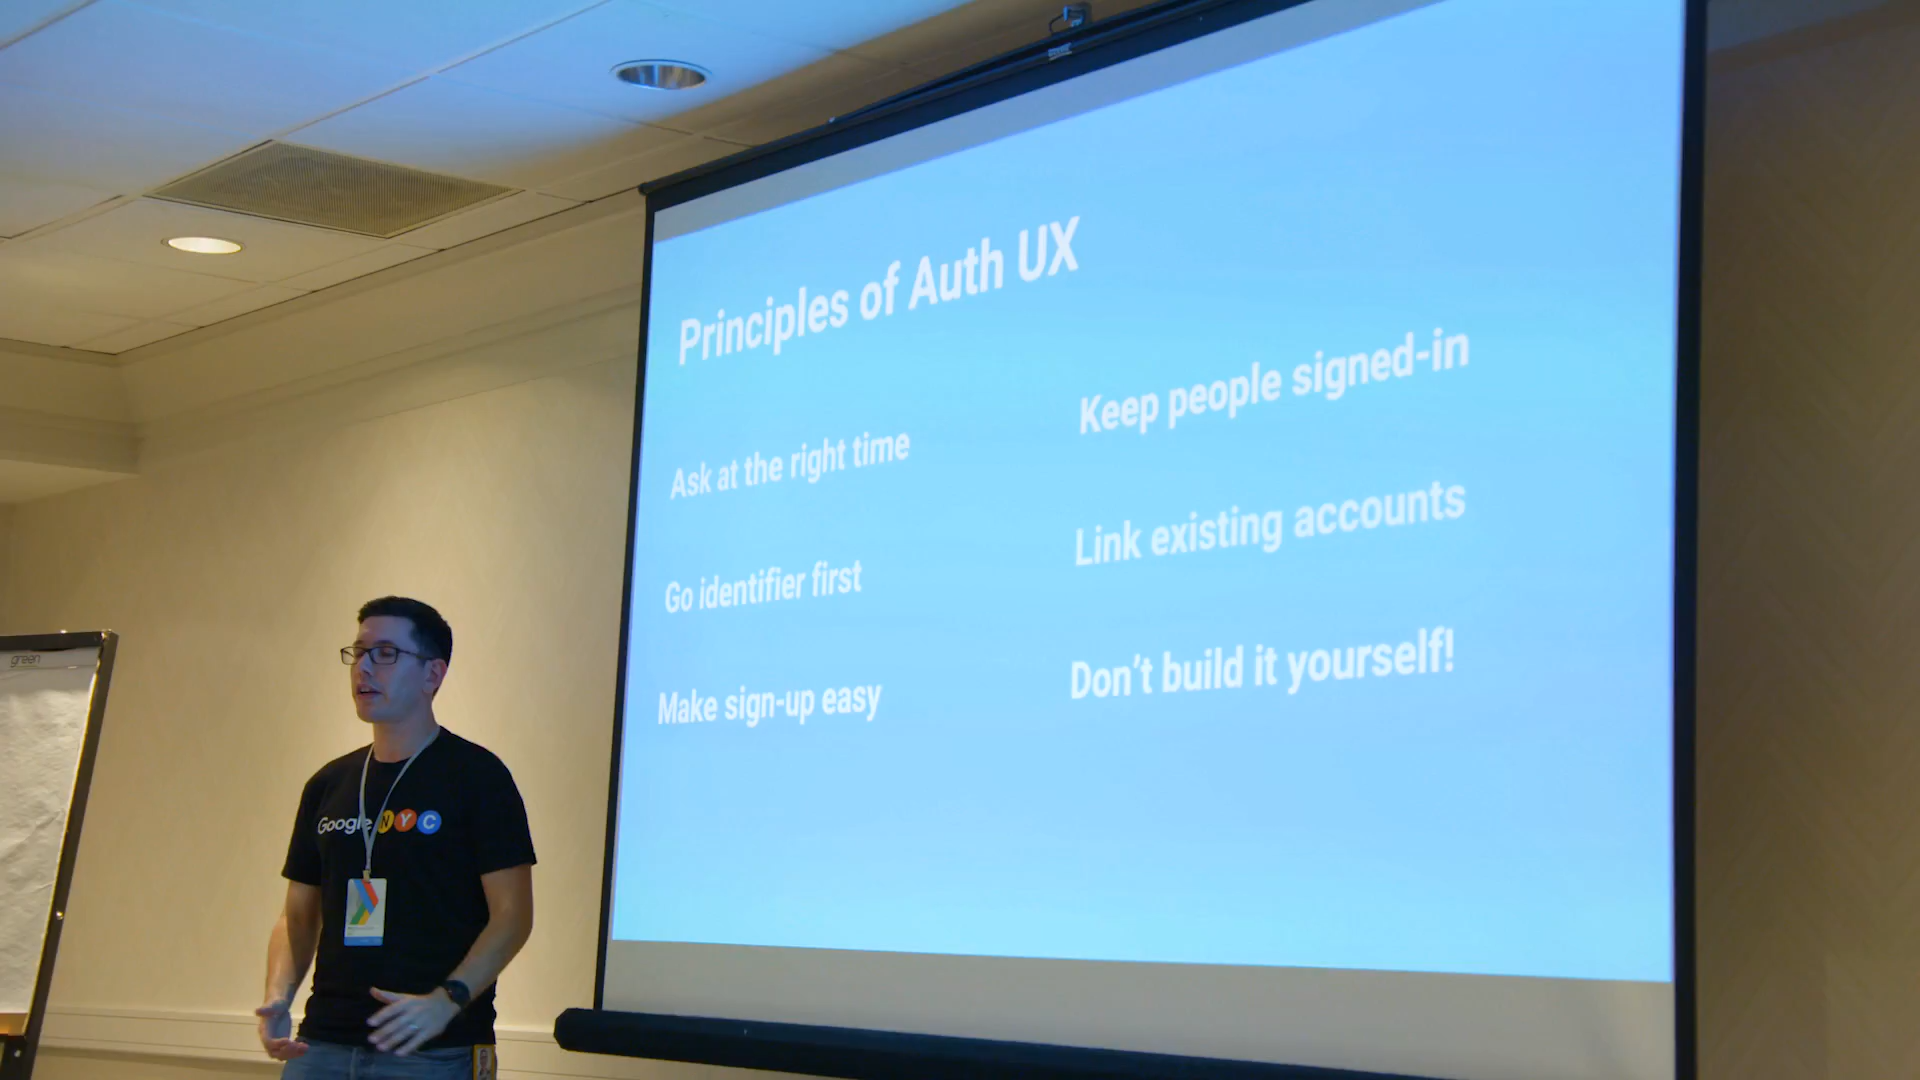 Principles of Auth UX
Ask at the right time
Go identifier first
Make sign-up easy
Keep people signed-in
Link existing accounts
Don't build it yourself!
green
Google NYC